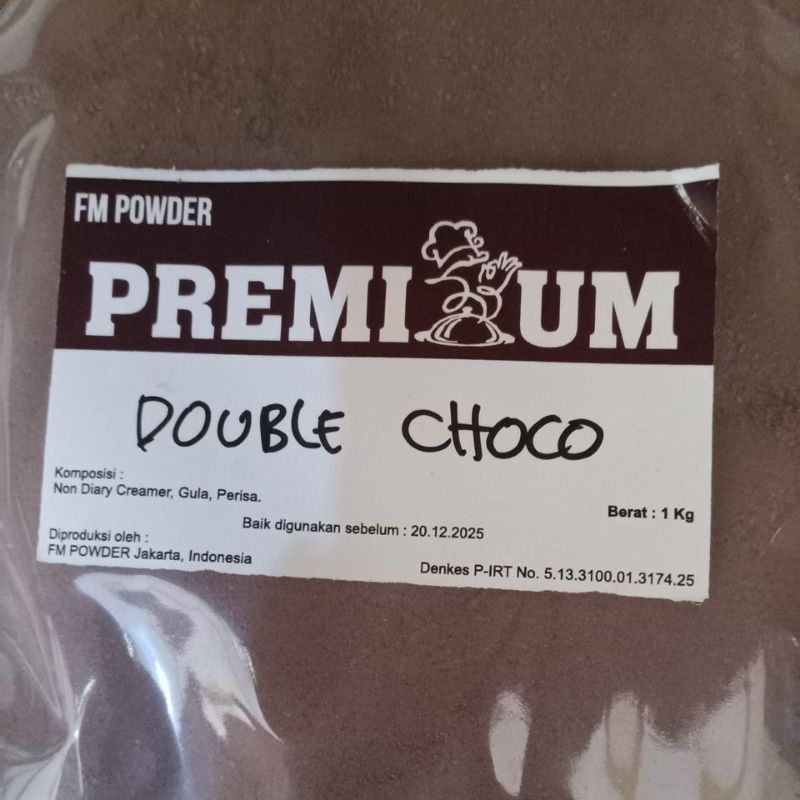 FM POWDER
PREMIUM
DOUBLE CHOCO
Komposisi :
Non Diary Creamer, Gula, Perisa.
Berat : 1 Kg
Baik digunakan sebelum : 20.12.2025
Diproduksi oleh :
FM POWDER Jakarta, Indonesia
Denkes P-IRT No. 5.13.3100.01.3174.25